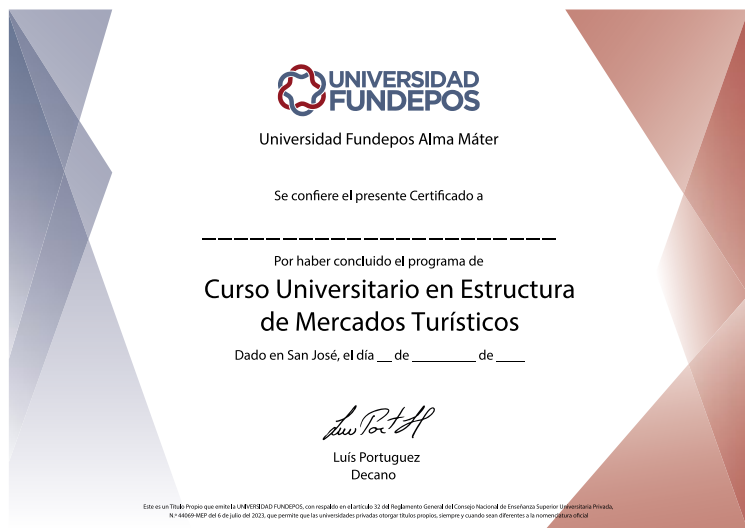 UNIVERSIDAD
FUNDEPOS
Universidad Fundepos Alma Máter
Se confiere el presente Certificado a
_______________________
Por haber concluido el programa de
Curso Universitario en Estructura
de Mercados Turísticos
Dado en San José, el día __ de ________ de ____
Luís Portuguez
Decano
Este es un Título Propio que emite la UNIVERSIDAD FUNDEPOS, con respaldo en el artículo 32 del Reglamento General del Consejo Nacional de Enseñanza Superior Universitaria Privada,
N.º 44069-MEP del 6 de julio del 2023, que permite que las universidades privadas otorgar títulos propios, siempre y cuando sean diferentes a la nomenclatura oficial